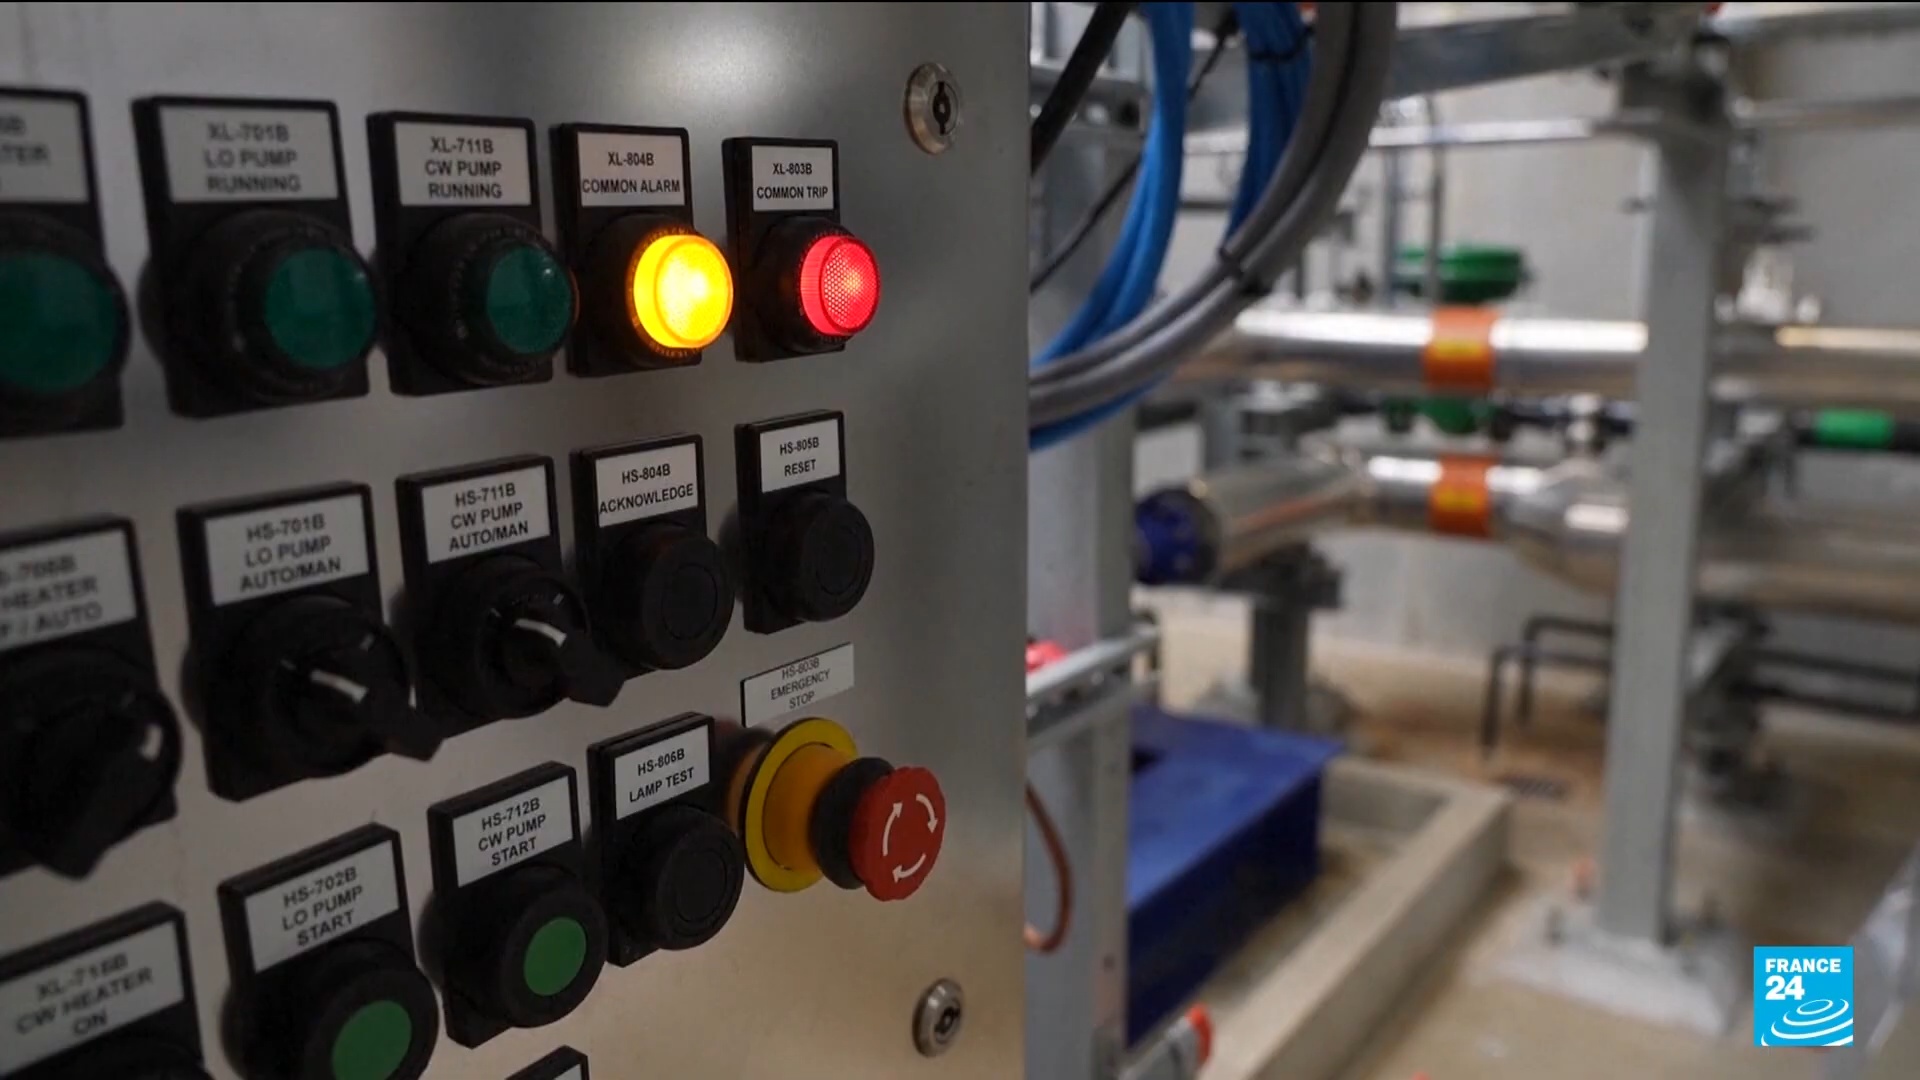 TER
XL-701B
LO PUMP
RUNNING
XL-711B
CW PUMP
RUNNING
XL-804B
COMMON ALARM
XL-803B
COMMON TRIP
HEATER
/ AUTO
HS-701B
LO PUMP
AUTO/MAN
HS-711B
CW PUMP
AUTO/MAN
HS-804B
ACKNOWLEDGE
HS-805B
RESET
HS-803B
EMERGENCY
STOP
XL-716B
CW HEATER
ON
HS-702B
LO PUMP
START
HS-712B
CW PUMP
START
HS-806B
LAMP TEST
FRANCE
24